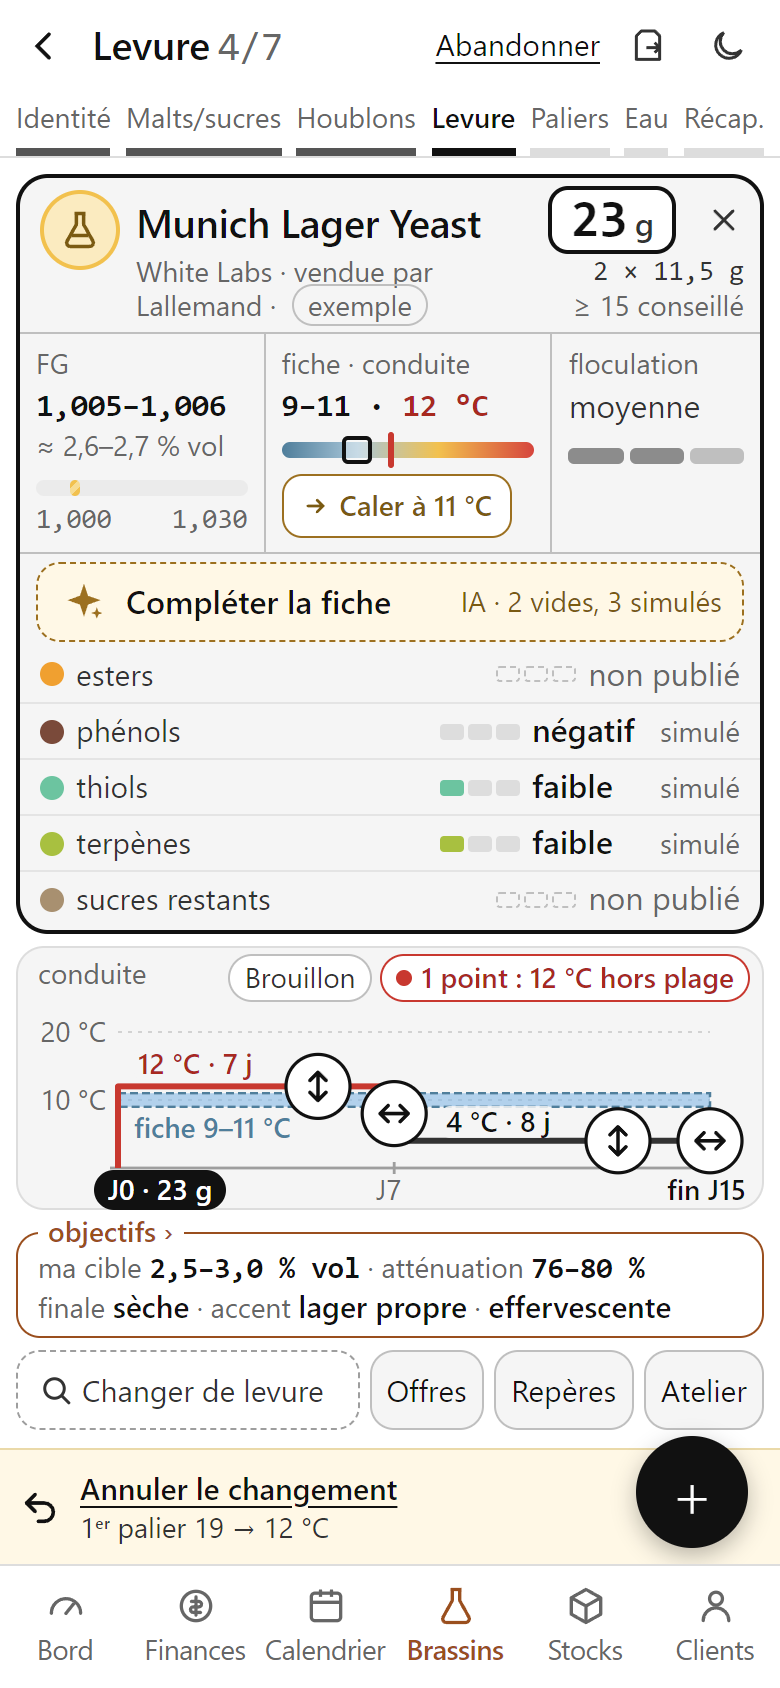 Levure 4/7 Abandonner
Identité Malts/sucres Houblons Levure Paliers Eau Récap.
Munich Lager Yeast 23 g
White Labs · vendue par 2 × 11,5 g
Lallemand · exemple ≥ 15 conseillé
FG fiche · conduite floculation
1,005–1,006 9–11 · 12 °C moyenne
≈ 2,6–2,7 % vol
1,000 1,030 → Caler à 11 °C
Compléter la fiche IA · 2 vides, 3 simulés
esters non publié
phénols négatif simulé
thiols faible simulé
terpènes faible simulé
sucres restants non publié
conduite Brouillon 1 point : 12 °C hors plage
20 °C
12 °C · 7 j
10 °C
fiche 9–11 °C 4 °C · 8 j
J0 · 23 g J7 fin J15
objectifs ›
ma cible 2,5–3,0 % vol · atténuation 76–80 %
finale sèche · accent lager propre · effervescente
Changer de levure Offres Repères Atelier
Annuler le changement
1er palier 19 → 12 °C
Bord Finances Calendrier Brassins Stocks Clients